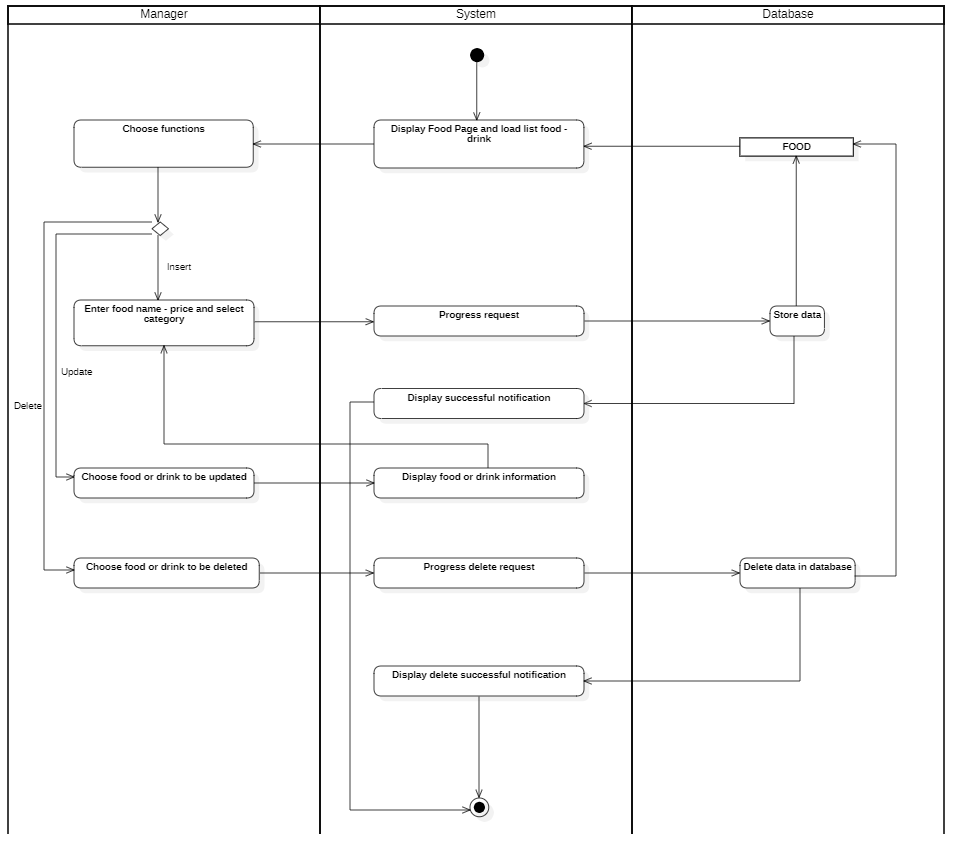 Manager
System
Database
Choose functions
Display Food Page and load list food -
drink
FOOD
Insert
Enter food name - price and select
category
Progress request
Store data
Update
Delete
Display successful notification
Choose food or drink to be updated
Display food or drink information
Choose food or drink to be deleted
Progress delete request
Delete data in database
Display delete successful notification